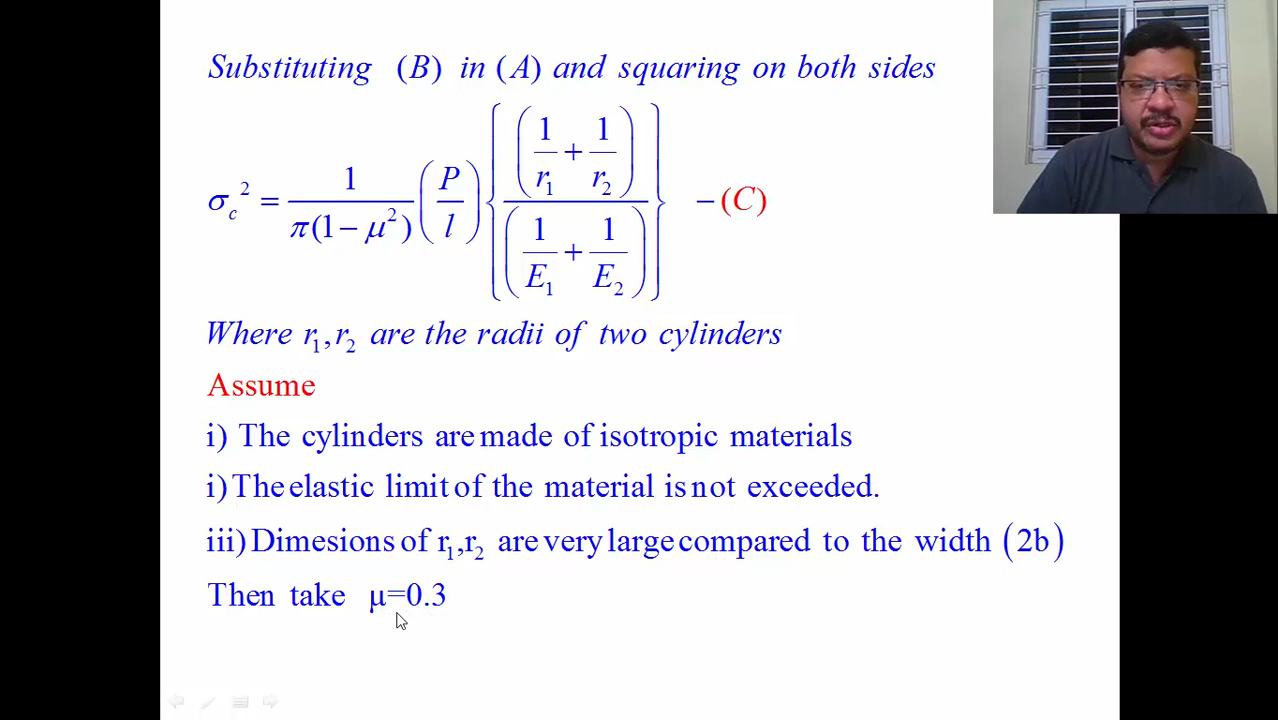 Substituting (B) in (A) and squaring on both sides
σc² = 1/(π(1−μ²)) (P/l) {(1/r1 + 1/r2)/(1/E1 + 1/E2)} −(C)
Where r1,r2 are the radii of two cylinders
Assume
i) The cylinders are made of isotropic materials
i) The elastic limit of the material is not exceeded.
iii) Dimesions of r1,r2 are very large compared to the width (2b)
Then take μ=0.3